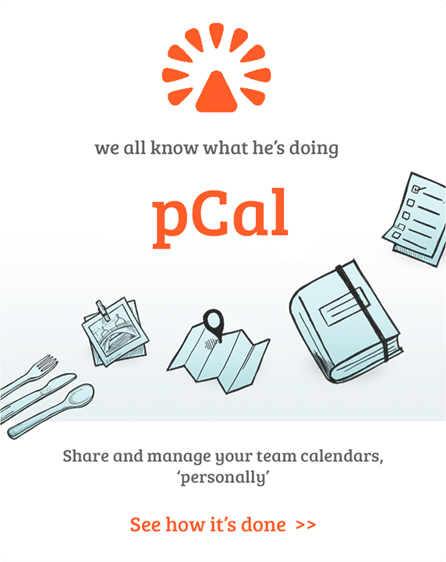 we all know what he's doing
pCal
Share and manage your team calendars,
‘personally’
See how it's done >>